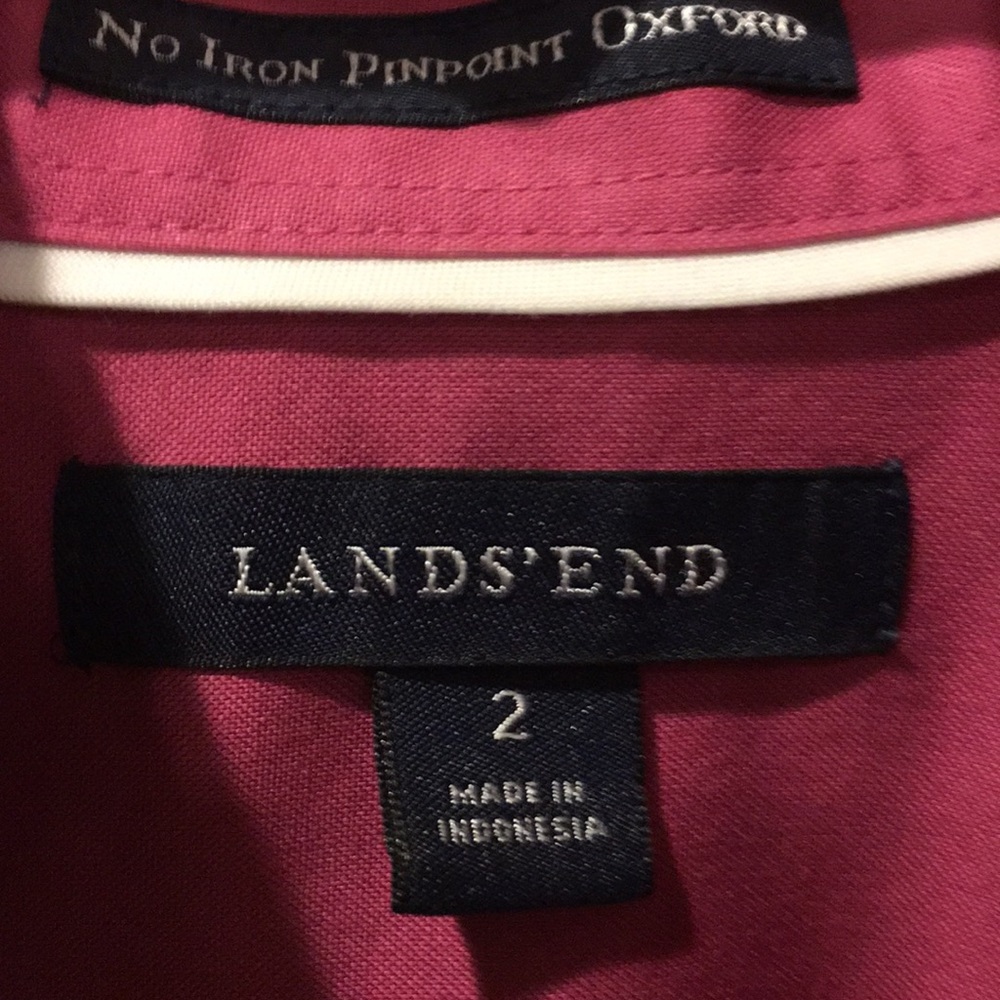 No Iron Pinpoint Oxford
LANDS'END
2
MADE IN
INDONESIA